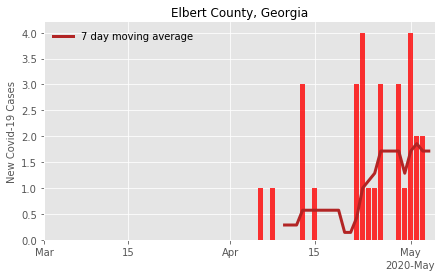 Elbert County, Georgia
7 day moving average
New Covid-19 Cases
4.0
3.5
3.0
2.5
2.0
1.5
1.0
0.5
0.0
Mar 15 Apr 15 May
2020-May